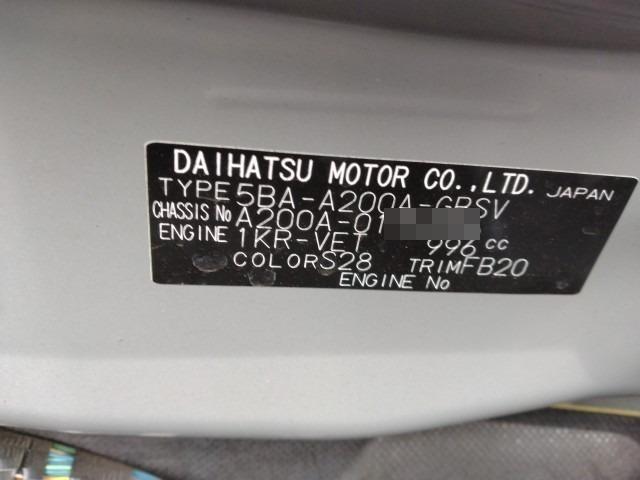 DAIHATSU MOTOR CO.,LTD. JAPAN
TYPE 5BA-A200A-GBSV
CHASSIS No A200A-01
ENGINE 1KR-VET 996 cc
COLOR S28 TRIM FB20
ENGINE No